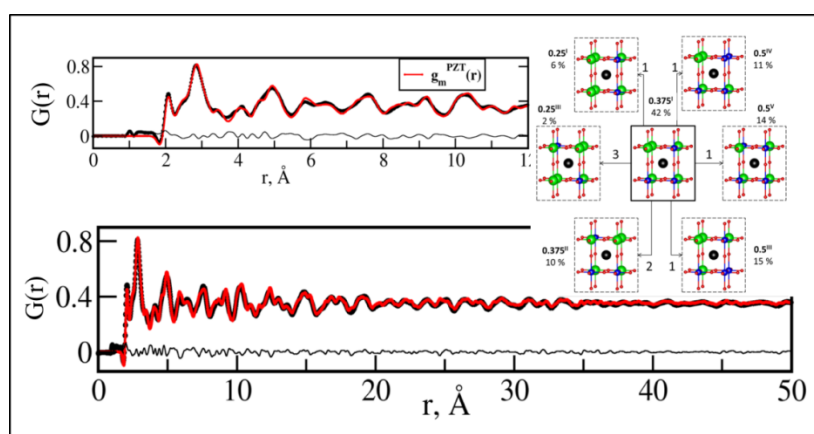 0.8
0.4
0
G(r)
g_m^PZT(r)
0 2 4 6 8 10 12
r, Å
0.25^I
6 %
1
1
0.5^IV
11 %
0.25^III
2 %
0.375^I
42 %
0.5^V
14 %
3
1
0.375^II
10 %
2
1
0.5^III
15 %
0.8
0.4
0
G(r)
0 10 20 30 40 50
r, Å